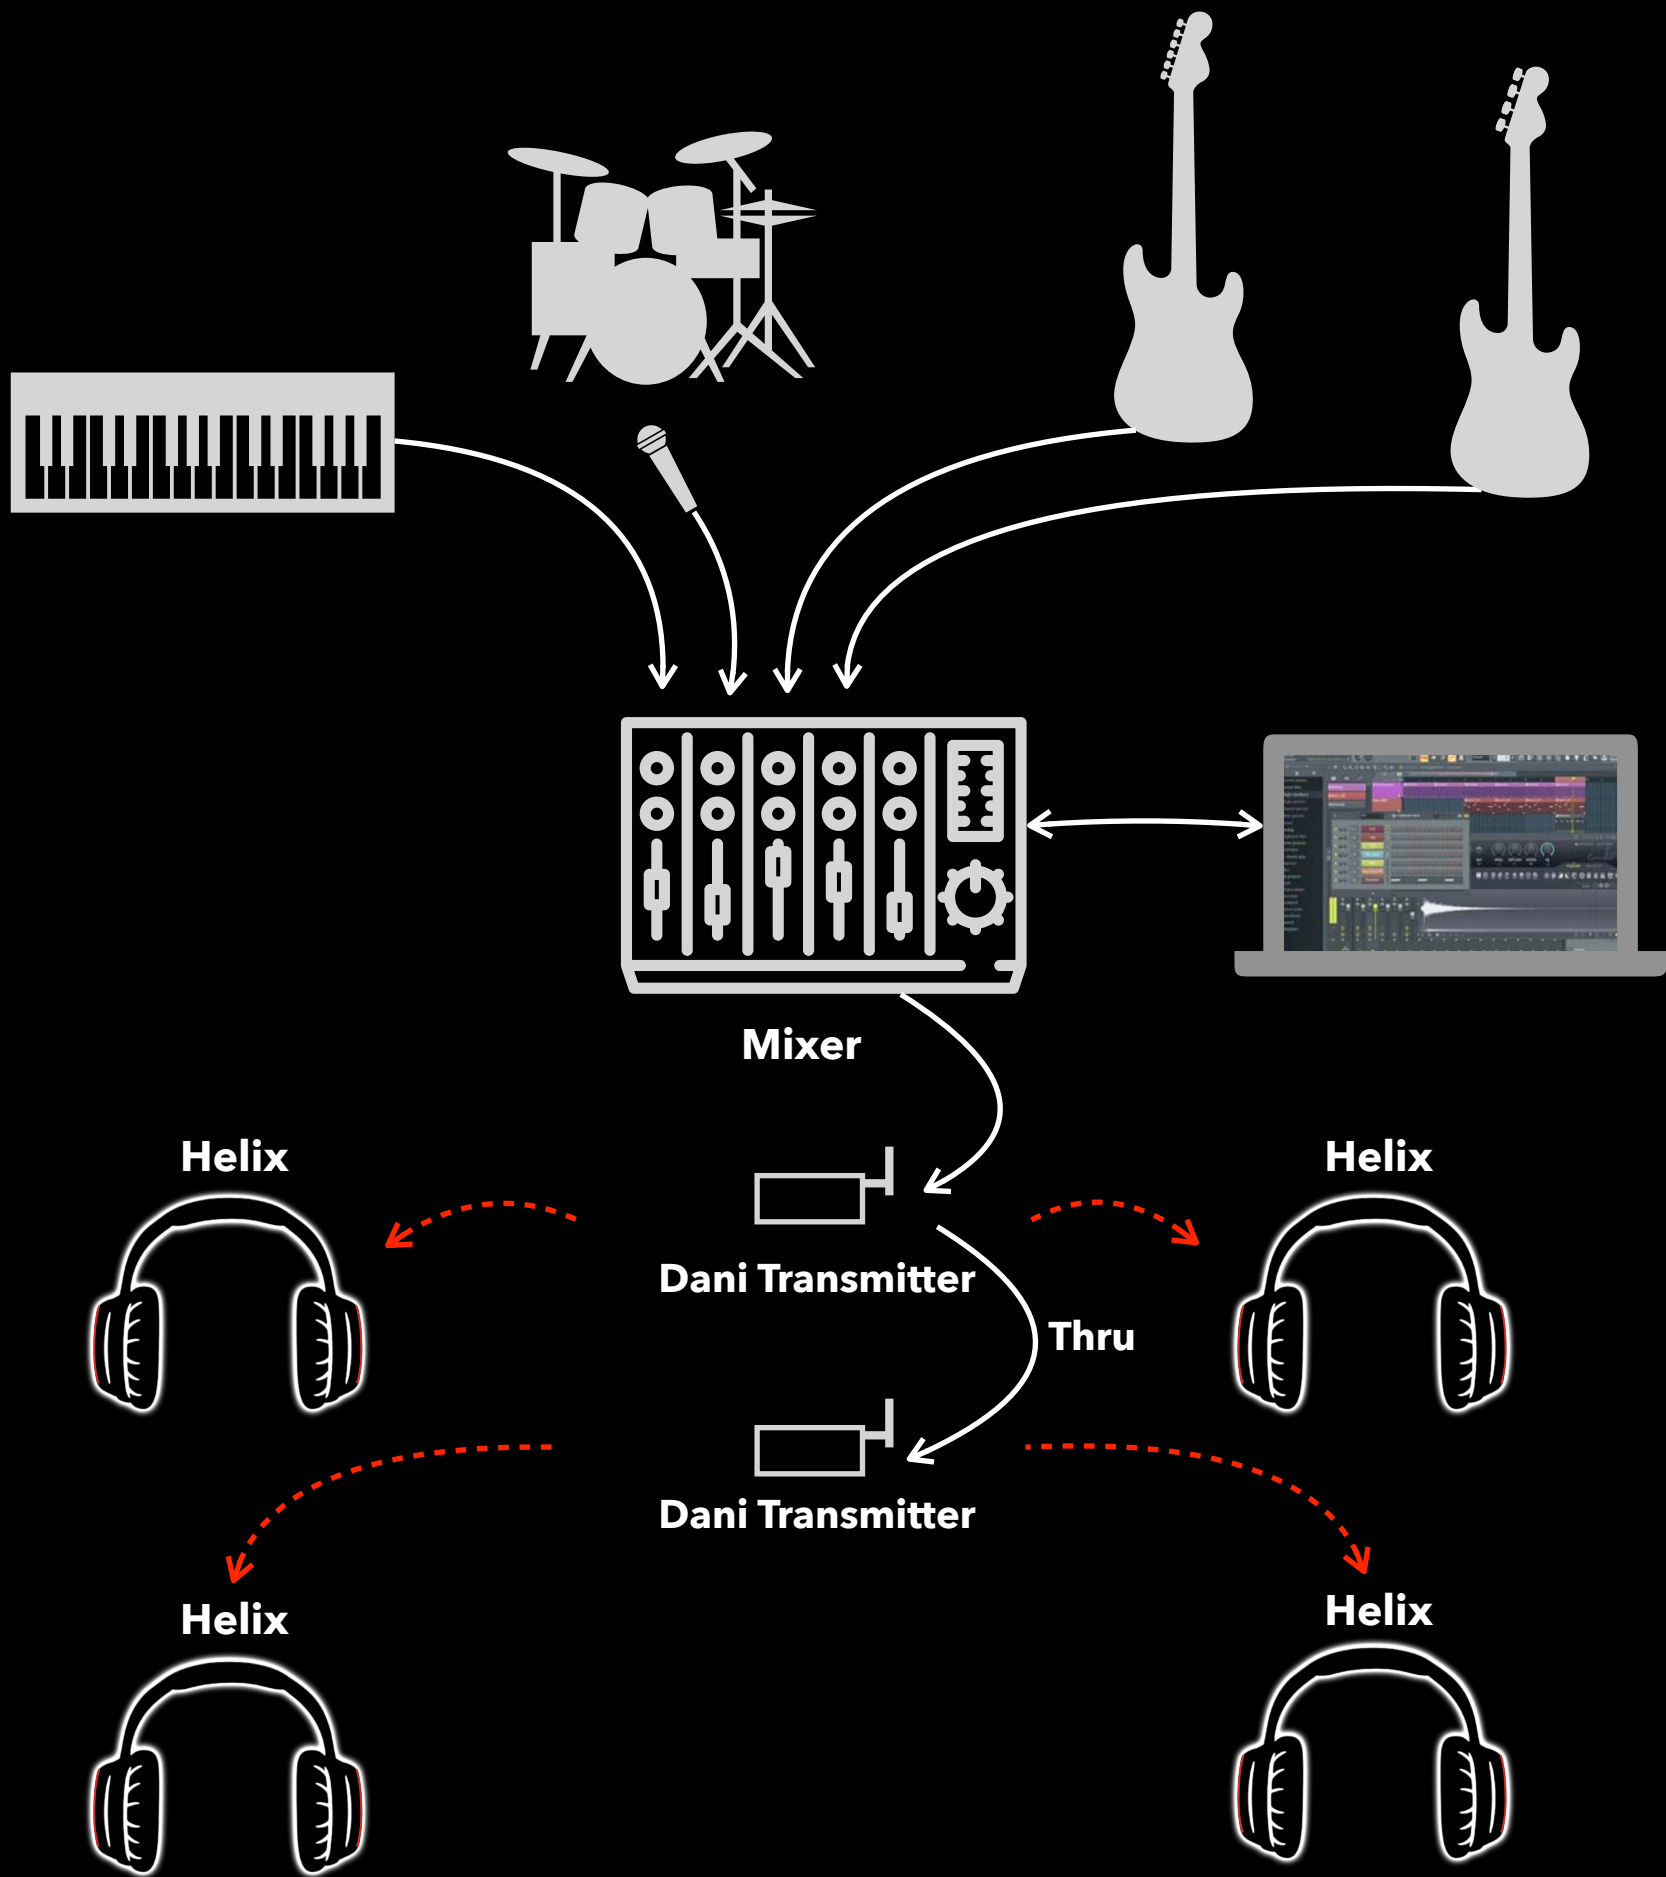 Mixer
Helix
Helix
Dani Transmitter
Thru
Dani Transmitter
Helix
Helix